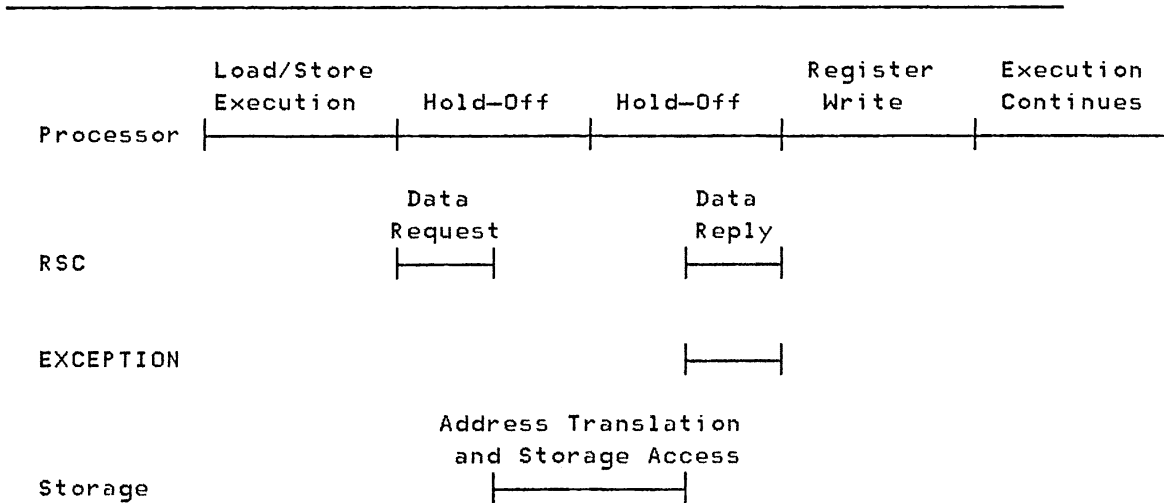 Load/Store Register Execution
Execution Hold-Off Hold-Off Write Continues
Processor
Data Data
Request Reply
RSC
EXCEPTION
Address Translation
and Storage Access
Storage